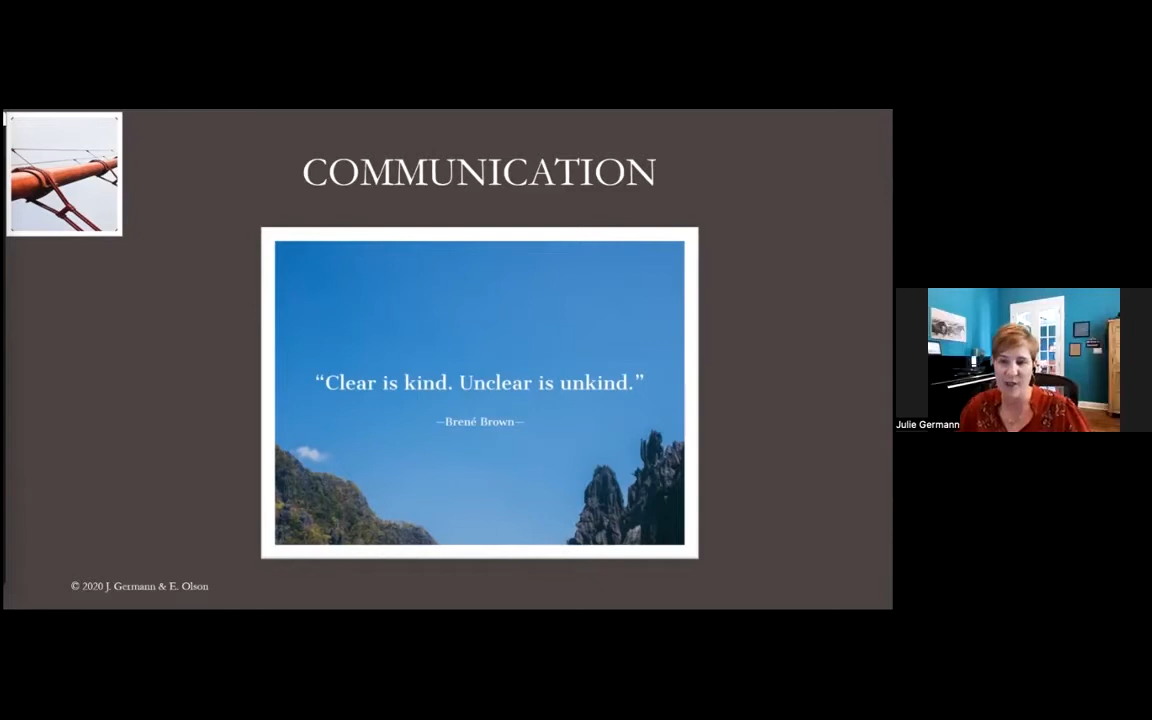 COMMUNICATION
“Clear is kind. Unclear is unkind.”
—Brené Brown—
© 2020 J. Germann & E. Olson
Julie Germann